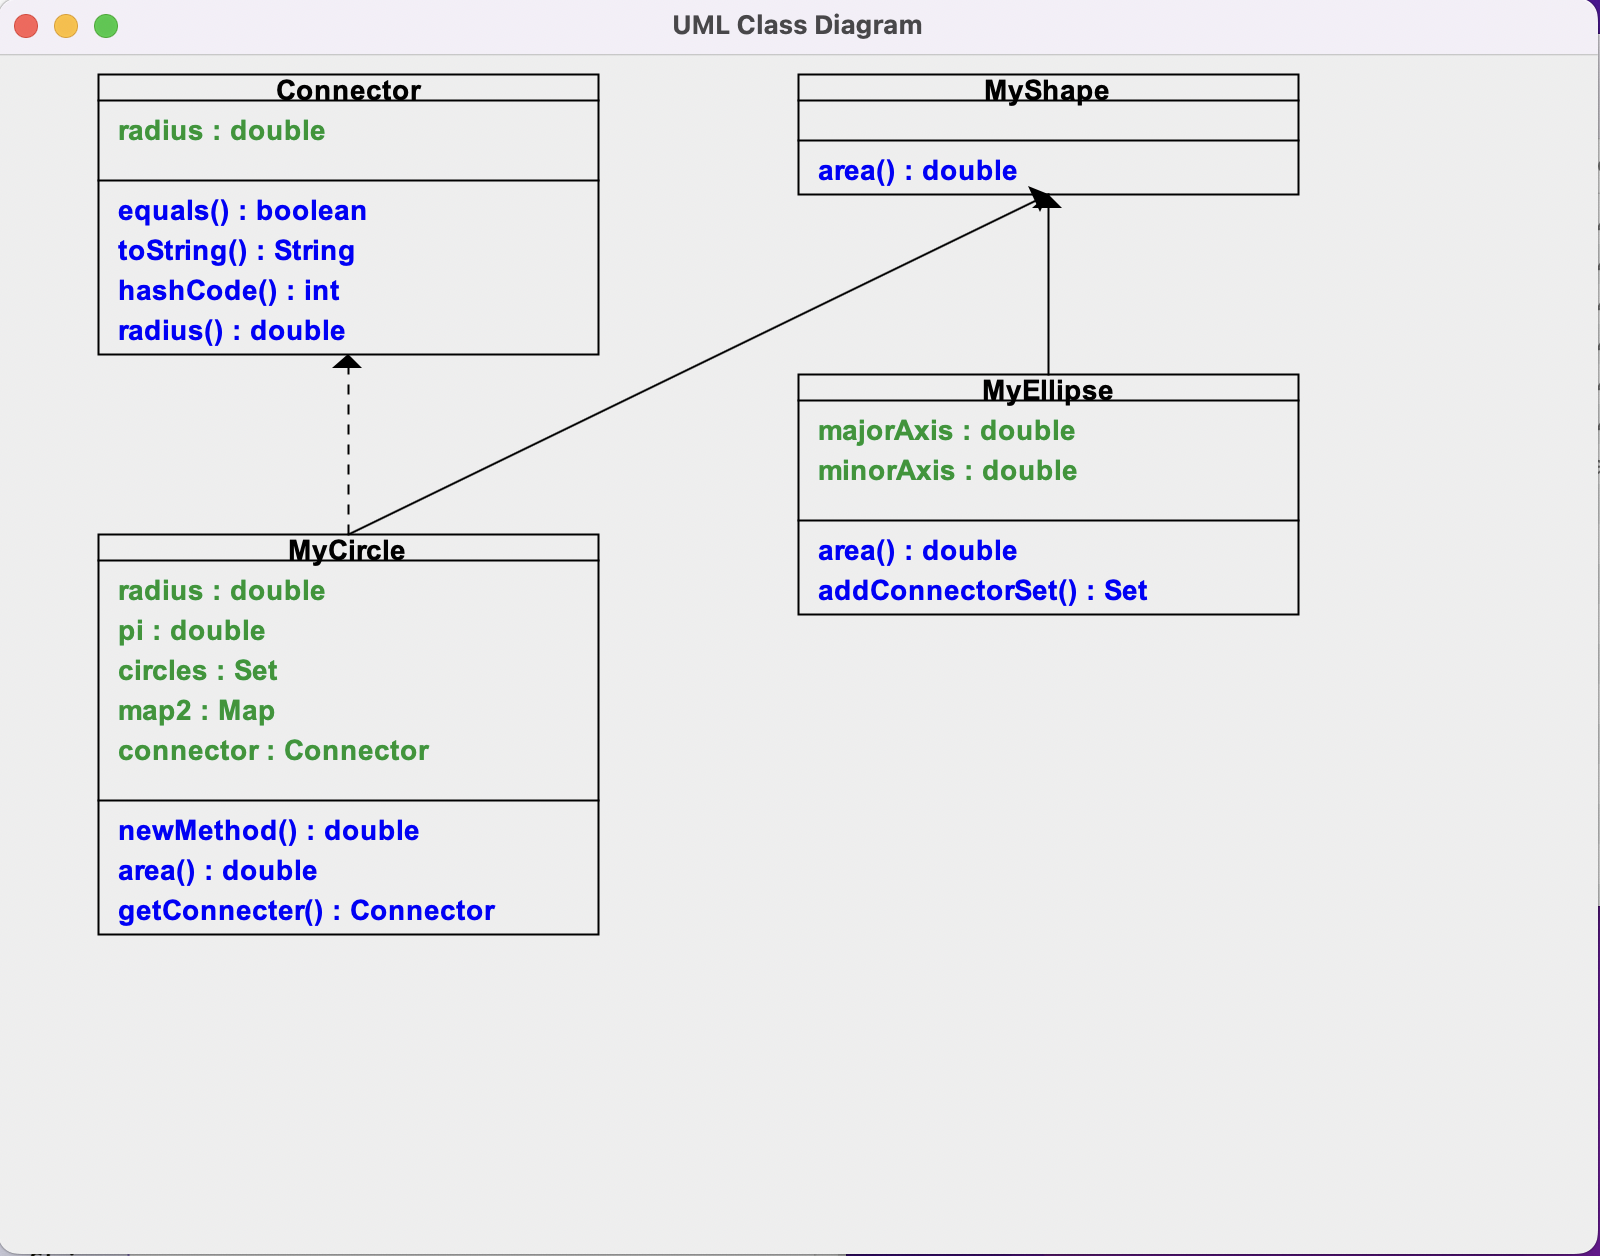 UML Class Diagram
Connector
radius : double
equals() : boolean
toString() : String
hashCode() : int
radius() : double
MyShape
area() : double
MyEllipse
majorAxis : double
minorAxis : double
area() : double
addConnectorSet() : Set
MyCircle
radius : double
pi : double
circles : Set
map2 : Map
connector : Connector
newMethod() : double
area() : double
getConnecter() : Connector